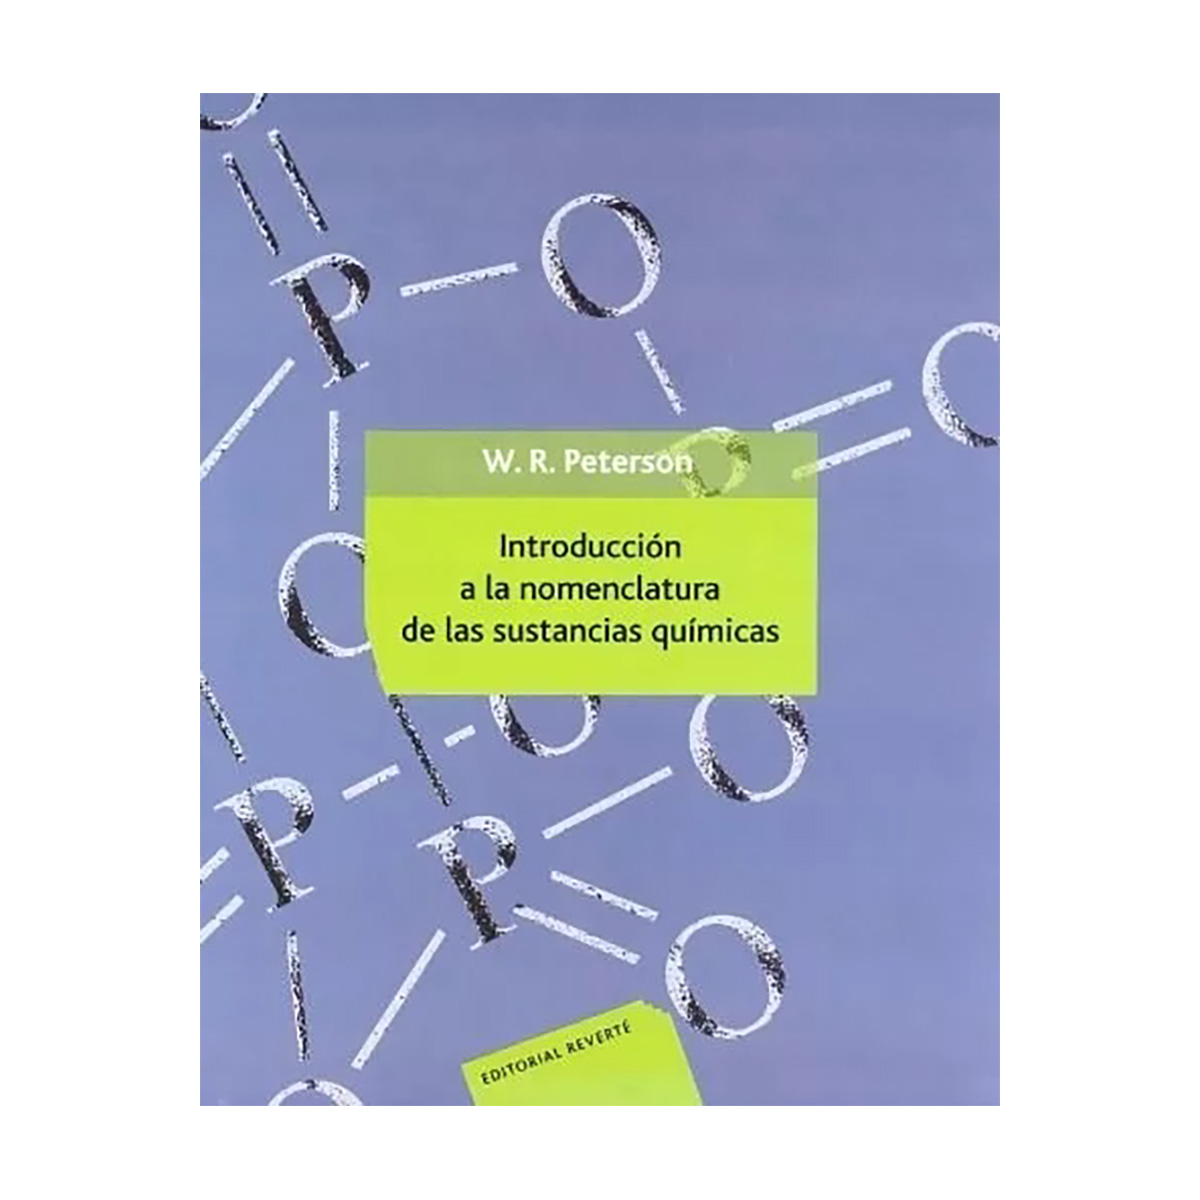 O
P
O
O
P
O
W. R. Peterson
Introducción
a la nomenclatura
de las sustancias químicas
O
O
O
P
P
O
O
EDITORIAL REVERTÉ